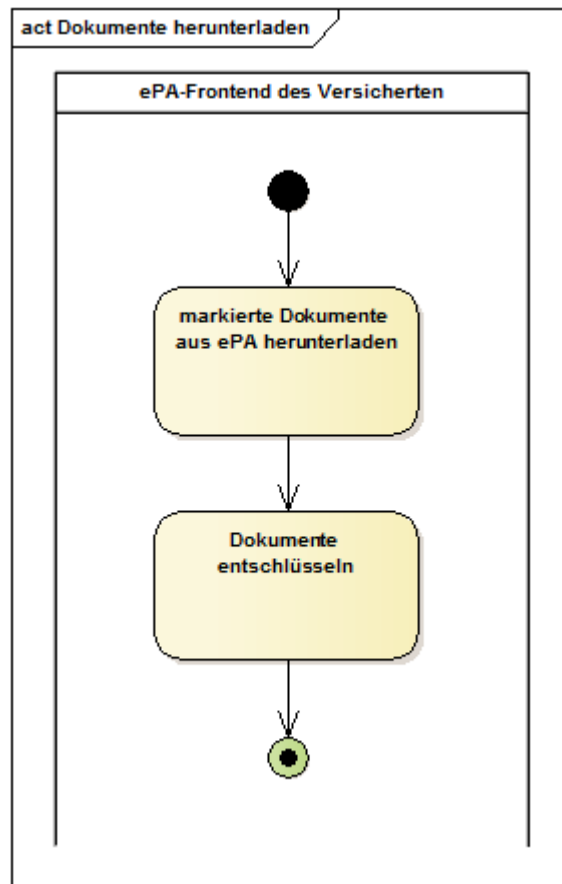 act Dokumente herunterladen
ePA-Frontend des Versicherten
markierte Dokumente
aus ePA herunterladen
Dokumente
entschlüsseln